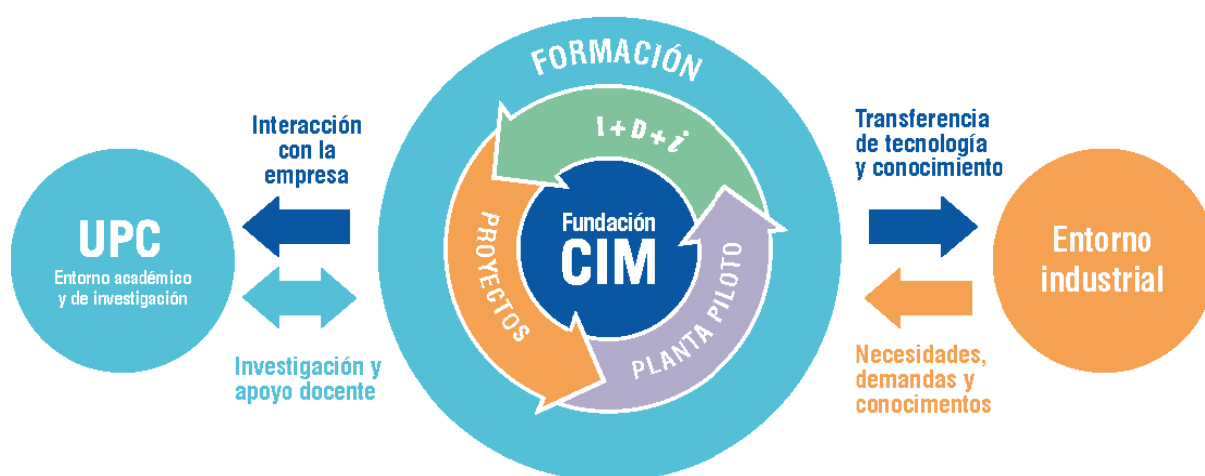 FORMACIÓN
I+D+i
PROYECTOS
PLANTA PILOTO
Fundación
CIM
Interacción
con la
empresa
UPC
Entorno académico
y de investigación
Investigación y
apoyo docente
Transferencia
de tecnología
y conocimiento
Entorno
industrial
Necesidades,
demandas y
conocimentos